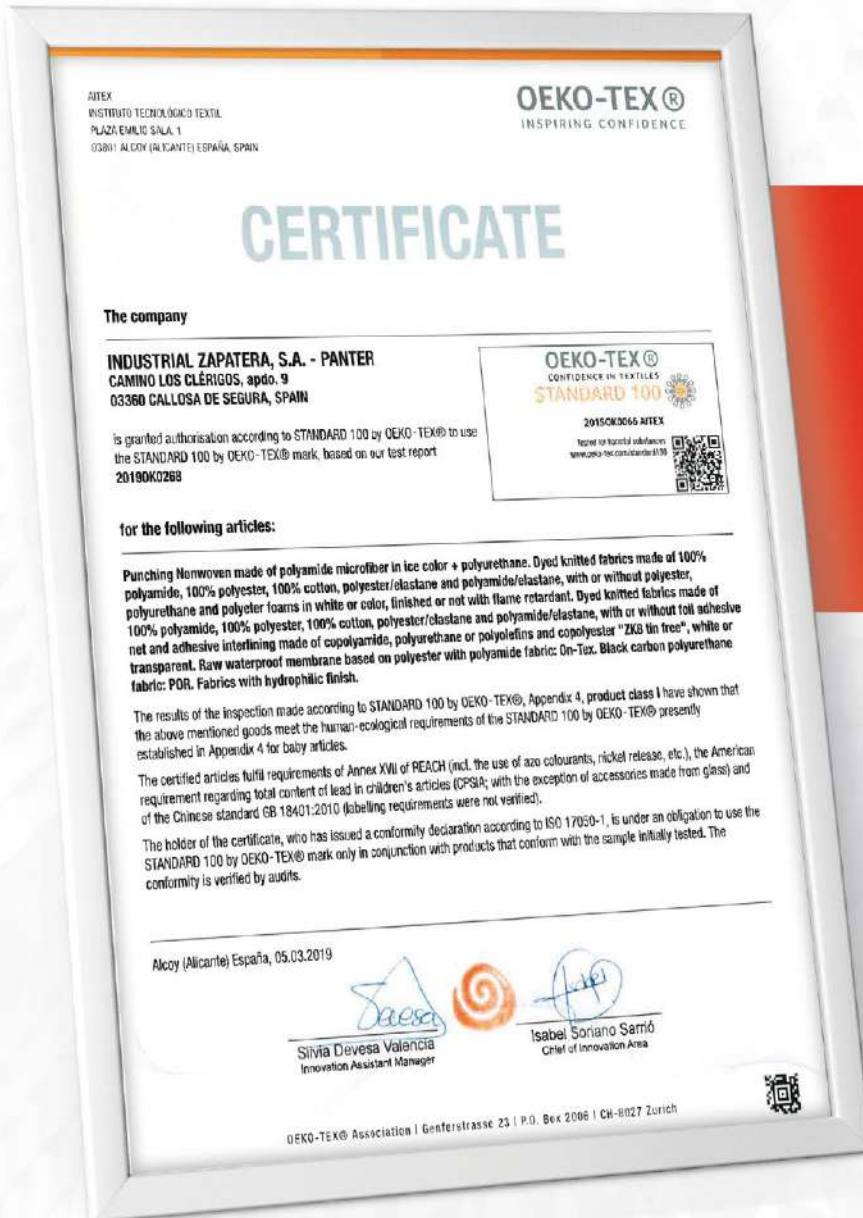 AITEX
INSTITUTO TECNOLÓGICO TEXTIL
PLAZA EMILIO SALA, 1
03801 ALCOY (ALICANTE) ESPAÑA, SPAIN
OEKO-TEX®
INSPIRING CONFIDENCE
CERTIFICATE
The company
INDUSTRIAL ZAPATERA, S.A. - PANTER
CAMINO LOS CLÉRIGOS, apdo. 9
03360 CALLOSA DE SEGURA, SPAIN
is granted authorisation according to STANDARD 100 by OEKO-TEX® to use
the STANDARD 100 by OEKO-TEX® mark, based on our test report
2019OK0268
OEKO-TEX®
CONFIDENCE IN TEXTILES
STANDARD 100
2015OK0066 AITEX
Tested for harmful substances
www.oeko-tex.com/standard100
for the following articles:
Punching Nonwoven made of polyamide microfiber in ice color + polyurethane. Dyed knitted fabrics made of 100%
polyamide, 100% polyester, 100% cotton, polyester/elastane and polyamide/elastane, with or without polyester,
polyurethane and polyeter foams in white or color, finished or not with flame retardant. Dyed knitted fabrics made of
100% polyamide, 100% polyester, 100% cotton, polyester/elastane and polyamide/elastane, with or without foil adhesive
net and adhesive interlining made of copolyamide, polyurethane or polyolefins and copolyester "ZKB tin free", white or
transparent. Raw waterproof membrane based on polyester with polyamide fabric: On-Tex. Black carbon polyurethane
fabric: POR. Fabrics with hydrophilic finish.
The results of the inspection made according to STANDARD 100 by OEKO-TEX®, Appendix 4, product class I have shown that
the above mentioned goods meet the human-ecological requirements of the STANDARD 100 by OEKO-TEX® presently
established in Appendix 4 for baby articles.
The certified articles fulfil requirements of Annex XVII of REACH (incl. the use of azo colourants, nickel release, etc.), the American
requirement regarding total content of lead in children's articles (CPSIA; with the exception of accessories made from glass) and
of the Chinese standard GB 18401:2010 (labelling requirements were not verified).
The holder of the certificate, who has issued a conformity declaration according to ISO 17050-1, is under an obligation to use the
STANDARD 100 by OEKO-TEX® mark only in conjunction with products that conform with the sample initially tested. The
conformity is verified by audits.
Alcoy (Alicante) España, 05.03.2019
Silvia Devesa Valencia
Innovation Assistant Manager
Isabel Soriano Sarrió
Chief of Innovation Area
OEKO-TEX® Association | Genferstrasse 23 | P.O. Box 2006 | CH-8027 Zurich